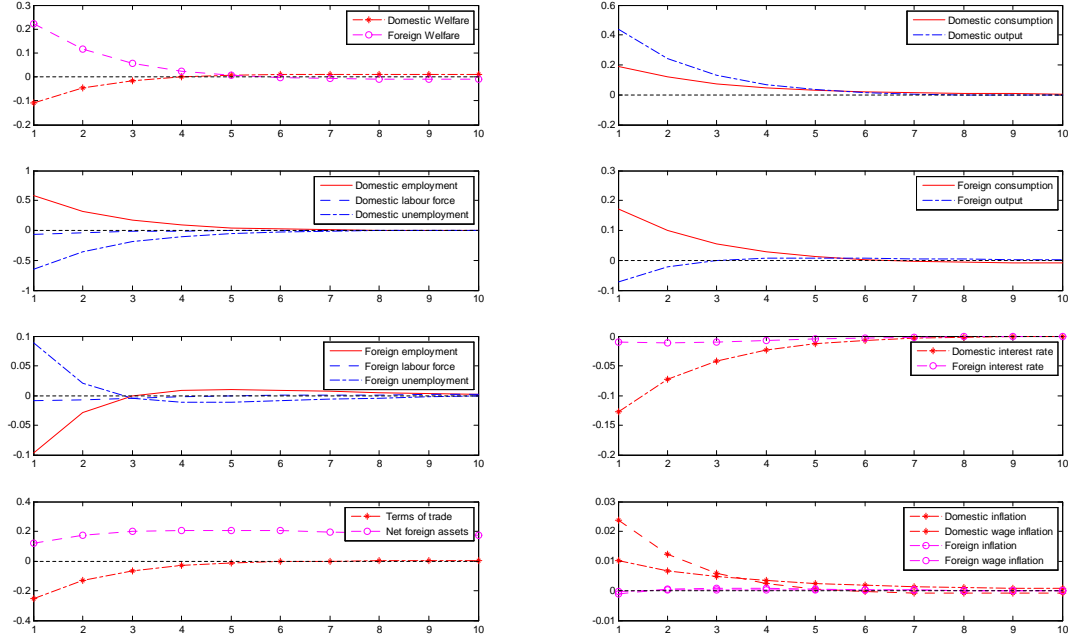 0.3
0.2
0.1
0
-0.1
-0.2
1 2 3 4 5 6 7 8 9 10
Domestic Welfare
Foreign Welfare
0.6
0.4
0.2
0
-0.2
1 2 3 4 5 6 7 8 9 10
Domestic consumption
Domestic output
1
0.5
0
-0.5
-1
1 2 3 4 5 6 7 8 9 10
Domestic employment
Domestic labour force
Domestic unemployment
0.3
0.2
0.1
0
-0.1
1 2 3 4 5 6 7 8 9 10
Foreign consumption
Foreign output
0.1
0.05
0
-0.05
-0.1
1 2 3 4 5 6 7 8 9 10
Foreign employment
Foreign labour force
Foreign unemployment
0
-0.05
-0.1
-0.15
-0.2
1 2 3 4 5 6 7 8 9 10
Domestic interest rate
Foreign interest rate
0.4
0.2
0
-0.2
-0.4
1 2 3 4 5 6 7 8 9 10
Terms of trade
Net foreign assets
0.03
0.02
0.01
0
-0.01
1 2 3 4 5 6 7 8 9 10
Domestic inflation
Domestic wage inflation
Foreign inflation
Foreign wage inflation